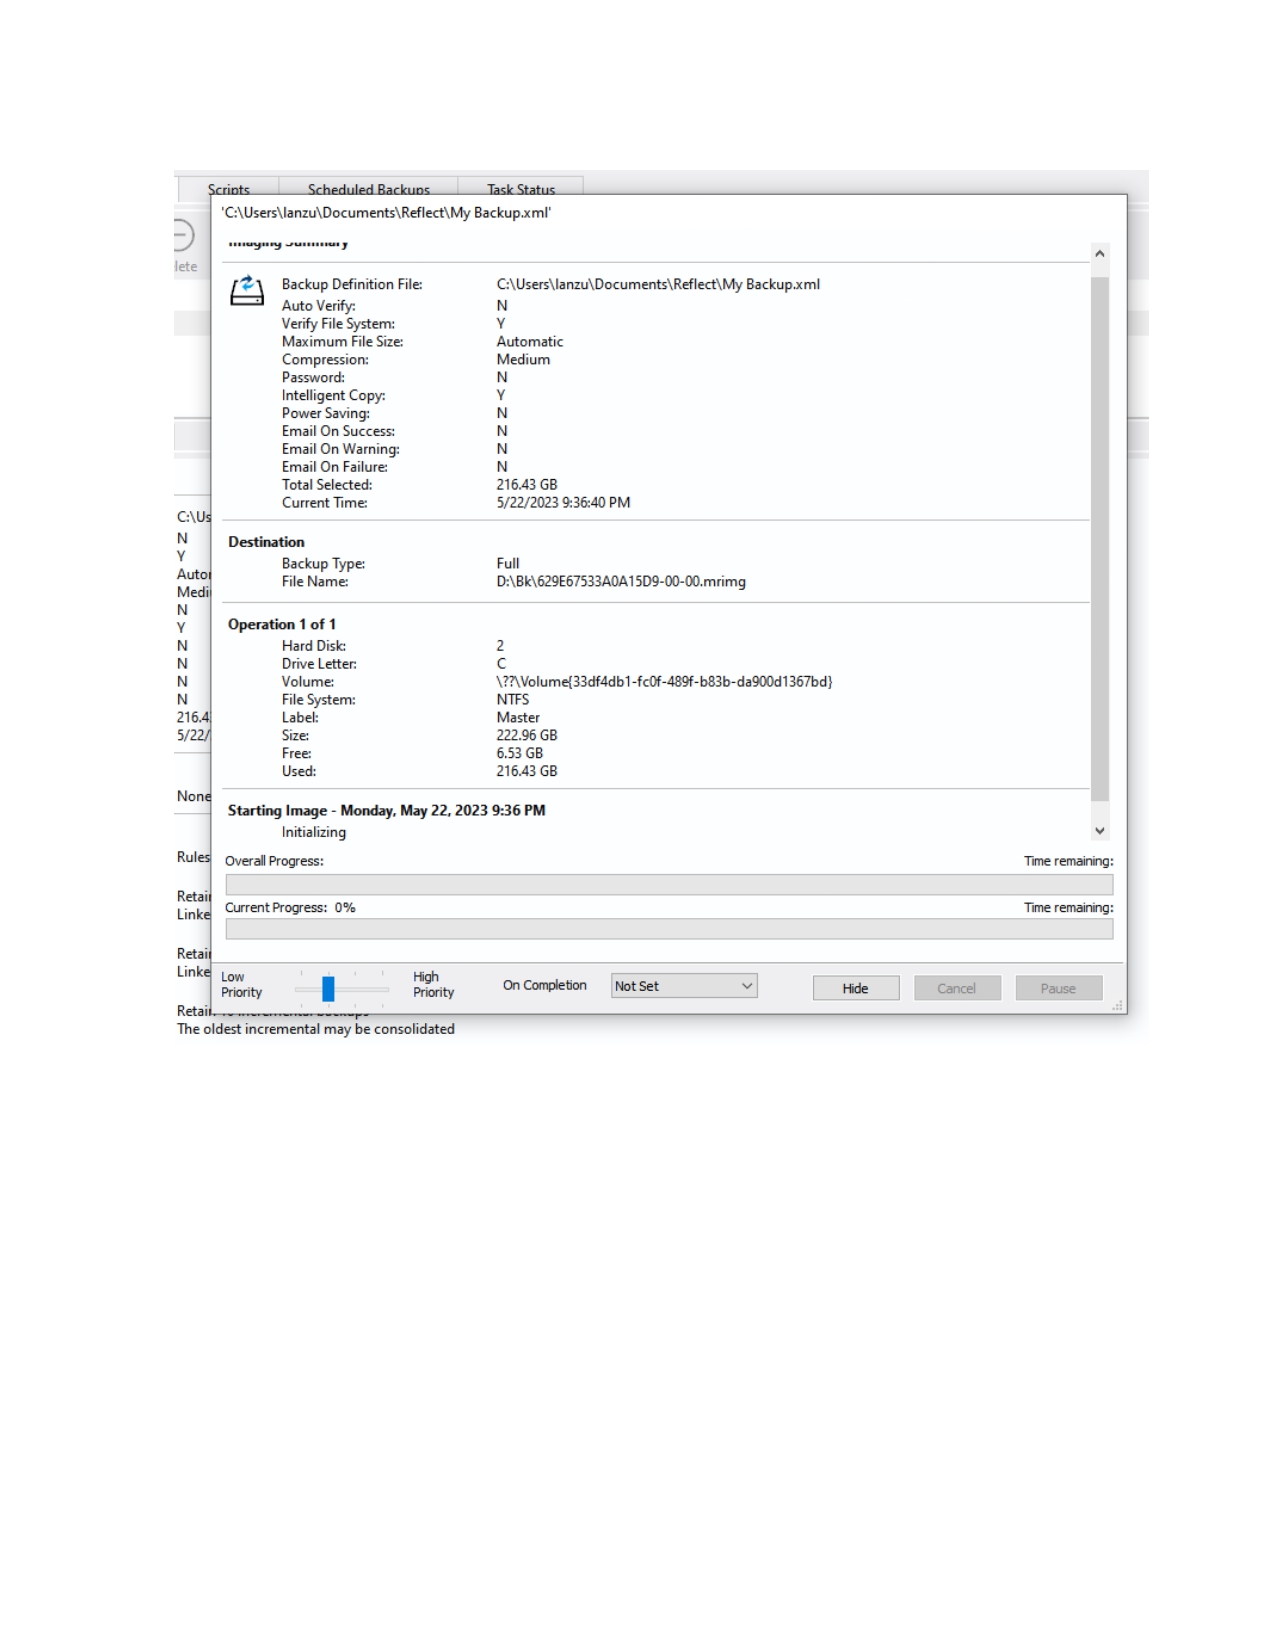 Scripts Scheduled Backups Task Status
'C:\Users\lanzu\Documents\Reflect\My Backup.xml'
Imaging Summary
lete
Backup Definition File: C:\Users\lanzu\Documents\Reflect\My Backup.xml
Auto Verify: N
Verify File System: Y
Maximum File Size: Automatic
Compression: Medium
Password: N
Intelligent Copy: Y
Power Saving: N
Email On Success: N
Email On Warning: N
Email On Failure: N
Total Selected: 216.43 GB
Current Time: 5/22/2023 9:36:40 PM
Destination
Backup Type: Full
File Name: D:\Bk\629E67533A0A15D9-00-00.mrimg
Operation 1 of 1
Hard Disk: 2
Drive Letter: C
Volume: \??\Volume{33df4db1-fc0f-489f-b83b-da900d1367bd}
File System: NTFS
Label: Master
Size: 222.96 GB
Free: 6.53 GB
Used: 216.43 GB
Starting Image - Monday, May 22, 2023 9:36 PM
Initializing
Overall Progress: Time remaining:
Current Progress: 0% Time remaining:
Low Priority
High Priority
On Completion Not Set Hide Cancel Pause
C:\Us
N
Y
Autor
Medi
N
Y
N
N
N
N
216.4
5/22/
None
Rules
Retai
Linke
Retai
Linke
Retain incremental backups
The oldest incremental may be consolidated